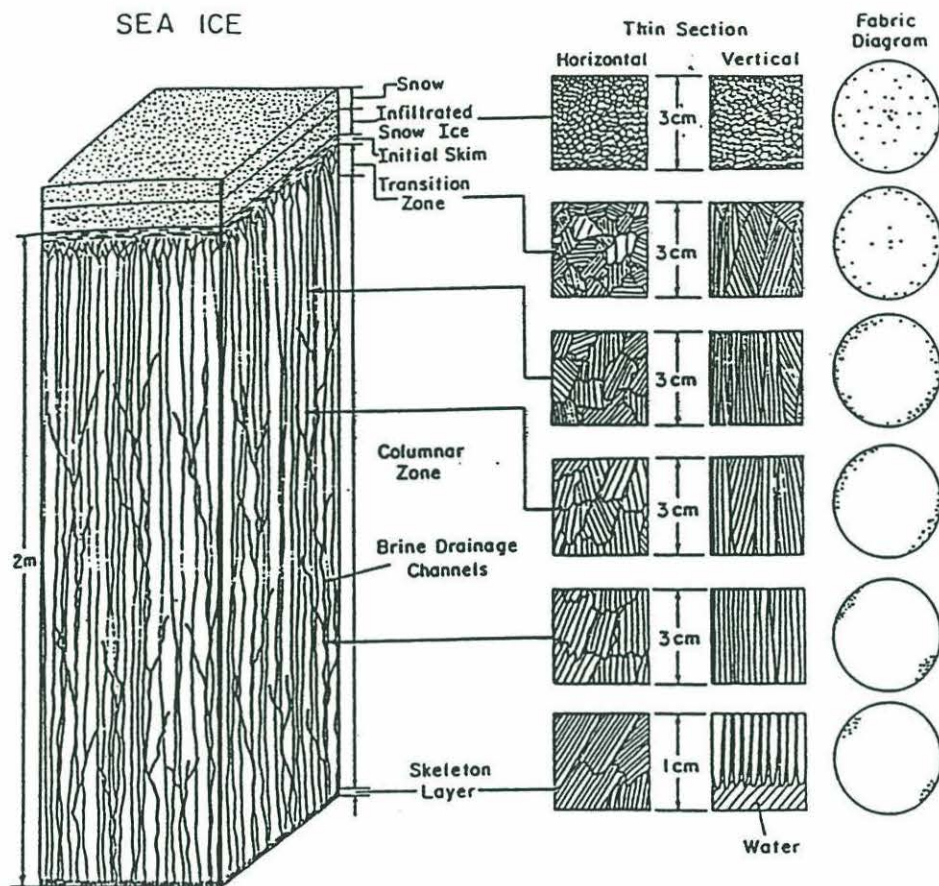 SEA ICE
Thin Section
Horizontal
Vertical
Fabric
Diagram
Snow
Infiltrated
Snow Ice
Initial Skim
Transition
Zone
Columnar
Zone
Brine Drainage
Channels
Skeleton
Layer
2m
3cm
3cm
3cm
3cm
3cm
1cm
Water